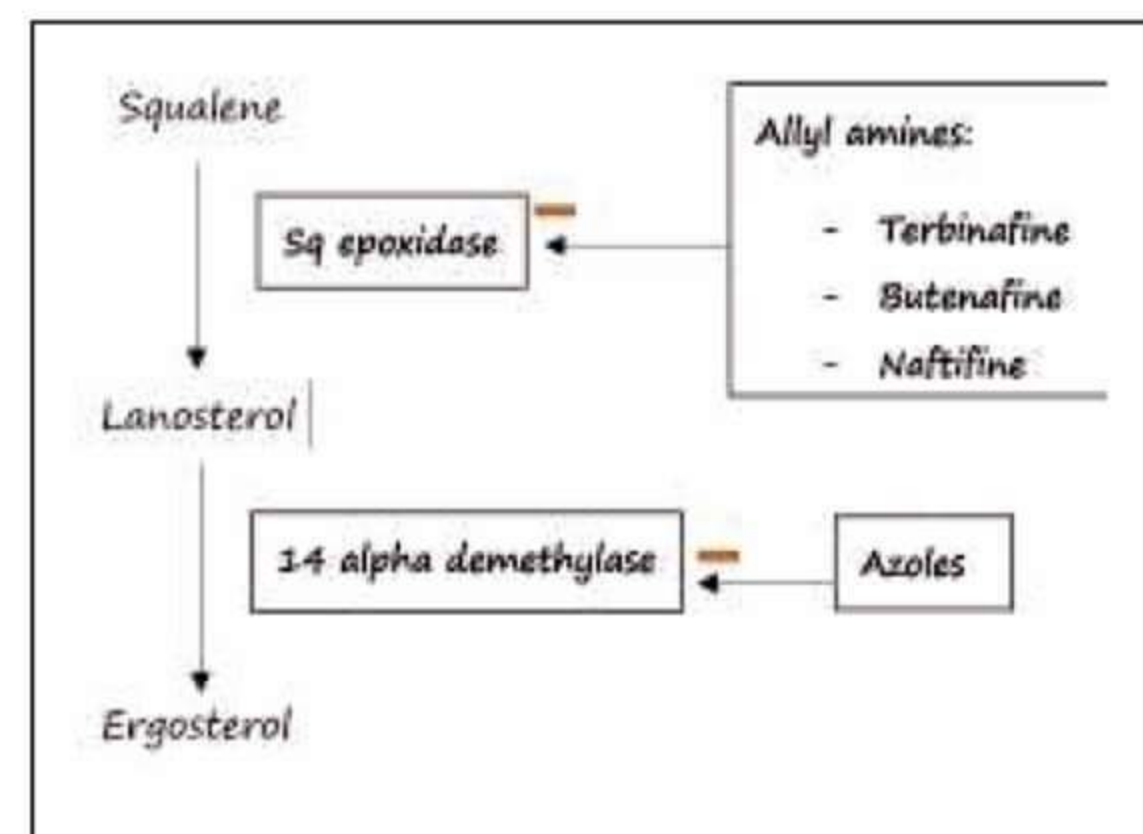 Squalene
Allyl amines:
Sq epoxidase
- Terbinafine
- Butenafine
- Naftifine
Lanosterol
14 alpha demethylase
Azoles
Ergosterol